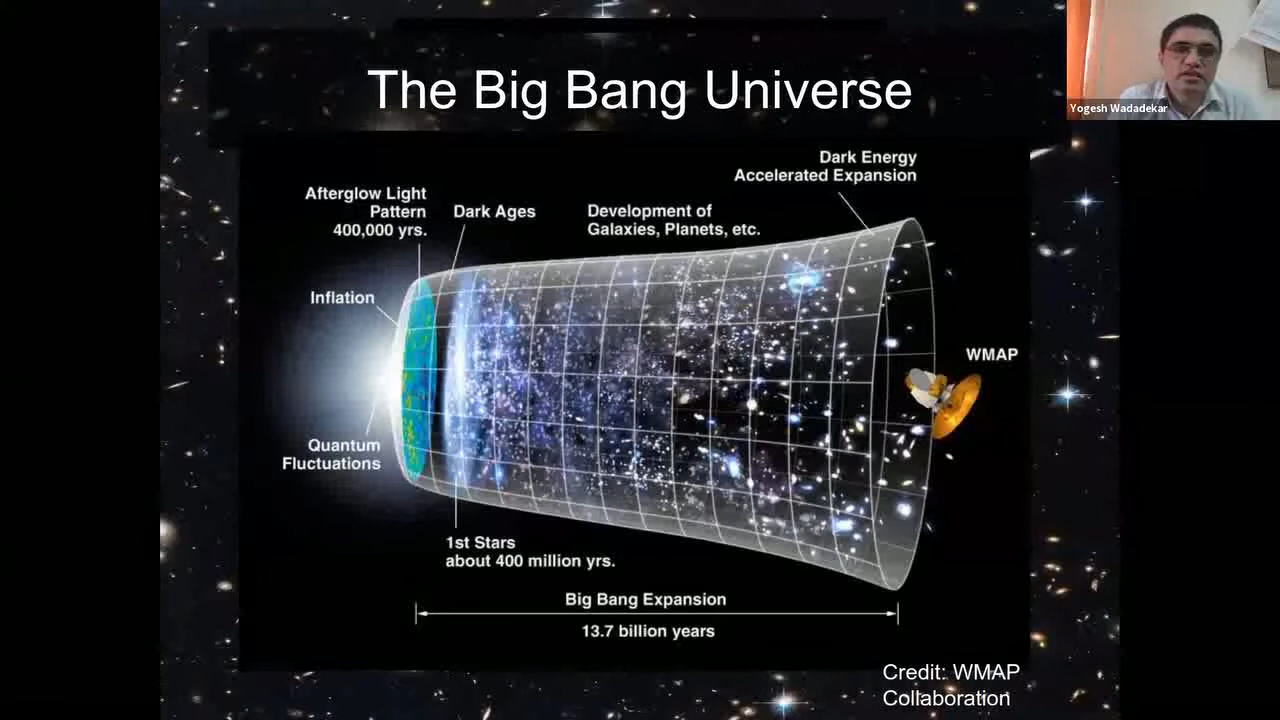 The Big Bang Universe
Yogesh Wadadekar
Dark Energy
Accelerated Expansion
Afterglow Light
Pattern
400,000 yrs.
Dark Ages
Development of
Galaxies, Planets, etc.
Inflation
WMAP
Quantum
Fluctuations
1st Stars
about 400 million yrs.
Big Bang Expansion
13.7 billion years
Credit: WMAP
Collaboration